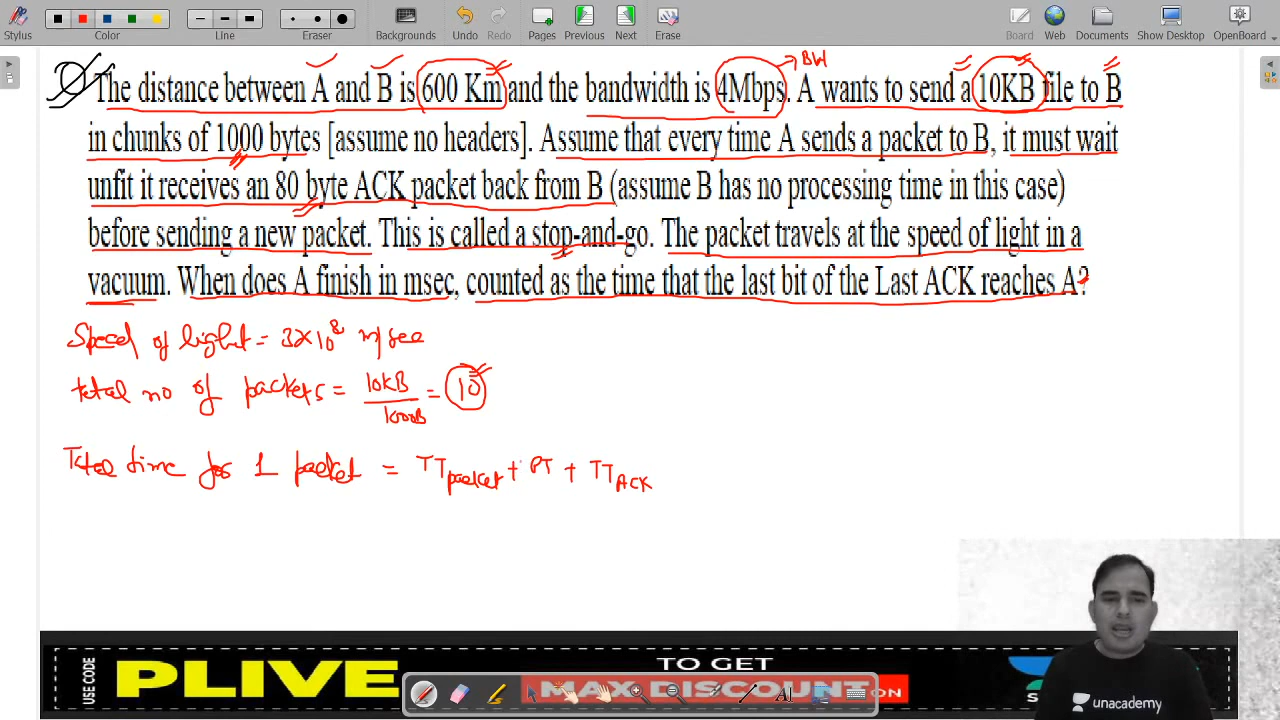 Stylus Color Line Eraser Backgrounds Undo Redo Pages Previous Next Erase Board Web Documents Show Desktop OpenBoard
→ BW
The distance between A and B is 600 Km and the bandwidth is 4Mbps. A wants to send a 10KB file to B
in chunks of 1000 bytes [assume no headers]. Assume that every time A sends a packet to B, it must wait
unfit it receives an 80 byte ACK packet back from B (assume B has no processing time in this case)
before sending a new packet. This is called a stop-and-go. The packet travels at the speed of light in a
vacuum. When does A finish in msec, counted as the time that the last bit of the Last ACK reaches A?
Speed of light = 3×10⁸ m/sec
total no of packets = 10KB / 1000B = 10
Total time for 1 packet = TTpacket + PT + TTACK
USE CODE
PLIVE
TO GET
MAX DISCOUNT
ON
S
unacademy